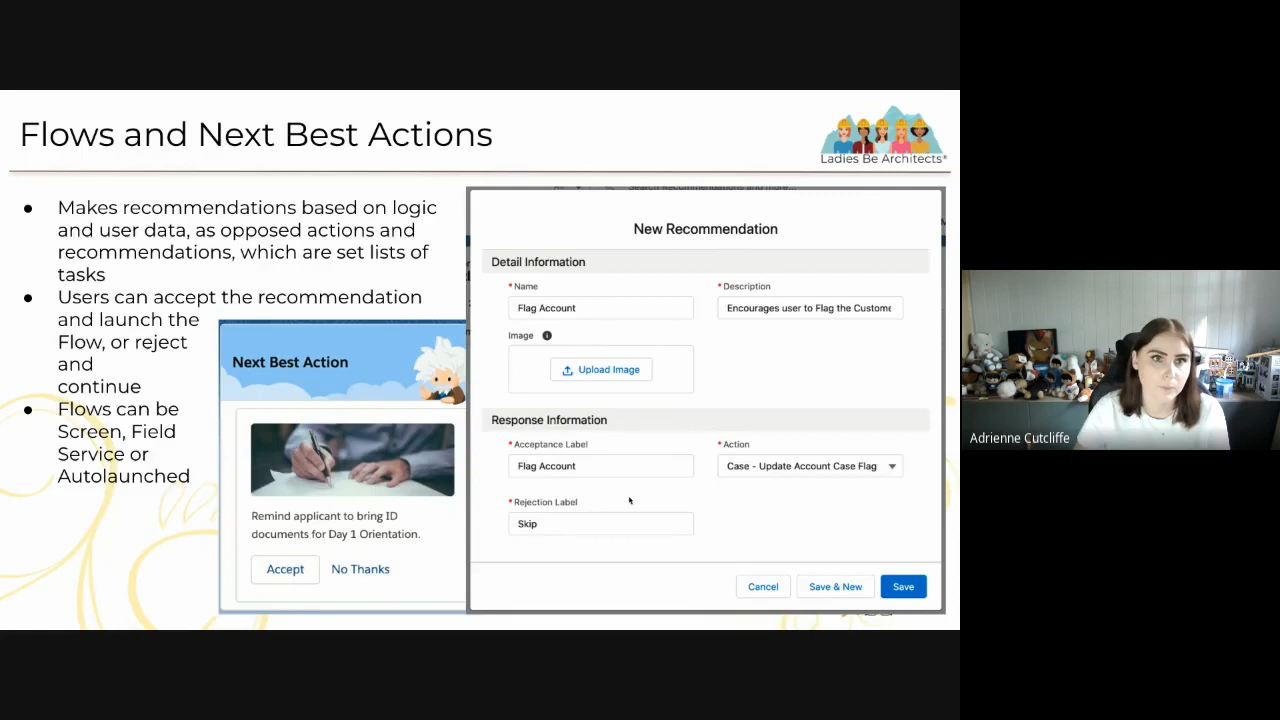 Flows and Next Best Actions
Ladies Be Architects
● Makes recommendations based on logic
and user data, as opposed actions and
recommendations, which are set lists of
tasks
● Users can accept the recommendation
and launch the
Flow, or reject
and
continue
● Flows can be
Screen, Field
Service or
Autolaunched
Next Best Action
Remind applicant to bring ID
documents for Day 1 Orientation.
Accept No Thanks
Search Recommendations and more...
New Recommendation
Detail Information
* Name * Description
Flag Account Encourages user to Flag the Custome
Image
Upload Image
Response Information
* Acceptance Label * Action
Flag Account Case - Update Account Case Flag
* Rejection Label
Skip
Cancel Save & New Save
Adrienne Cutcliffe